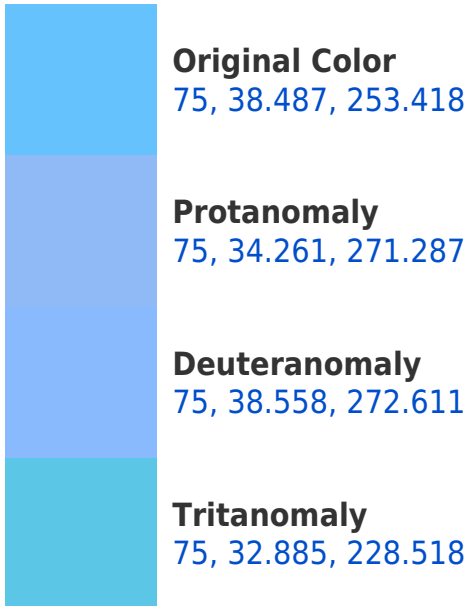 Original Color
75, 38.487, 253.418
Protanomaly
75, 34.261, 271.287
Deuteranomaly
75, 38.558, 272.611
Tritanomaly
75, 32.885, 228.518